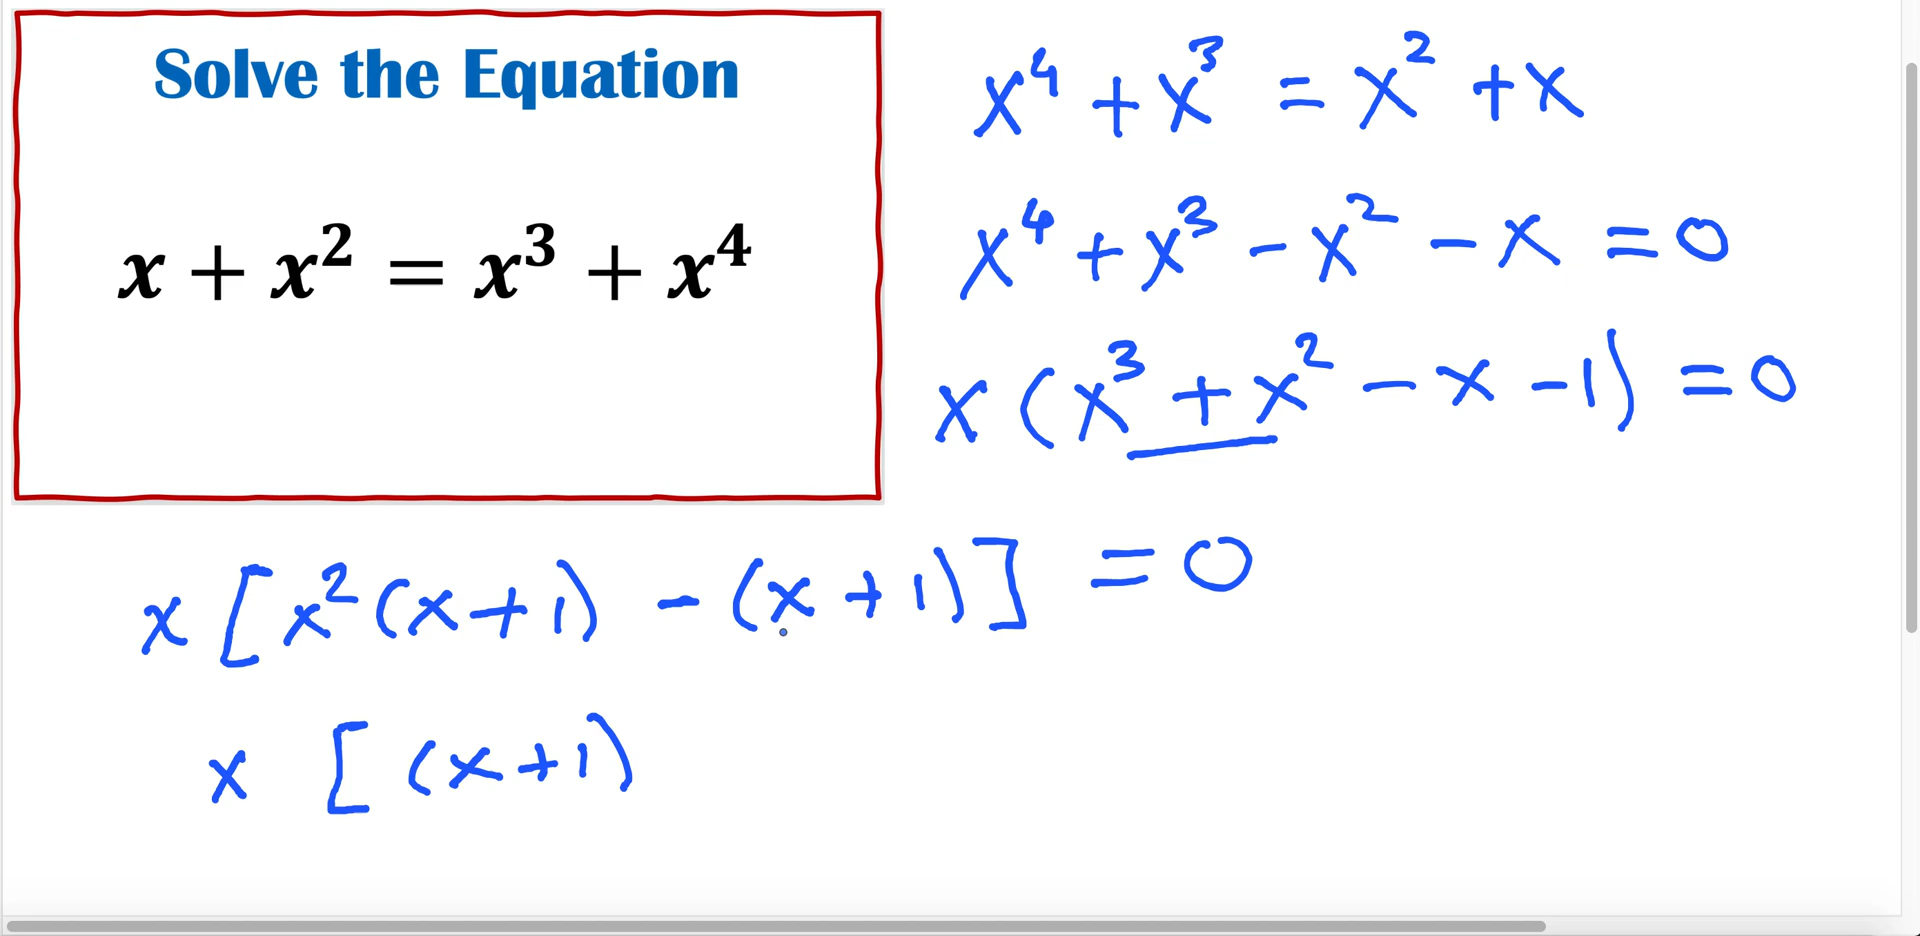 Solve the Equation
x + x² = x³ + x⁴
x⁴ + x³ = x² + x
x⁴ + x³ - x² - x = 0
x (x³ + x² - x - 1) = 0
x [x² (x + 1) - (x + 1)] = 0
x [(x + 1)